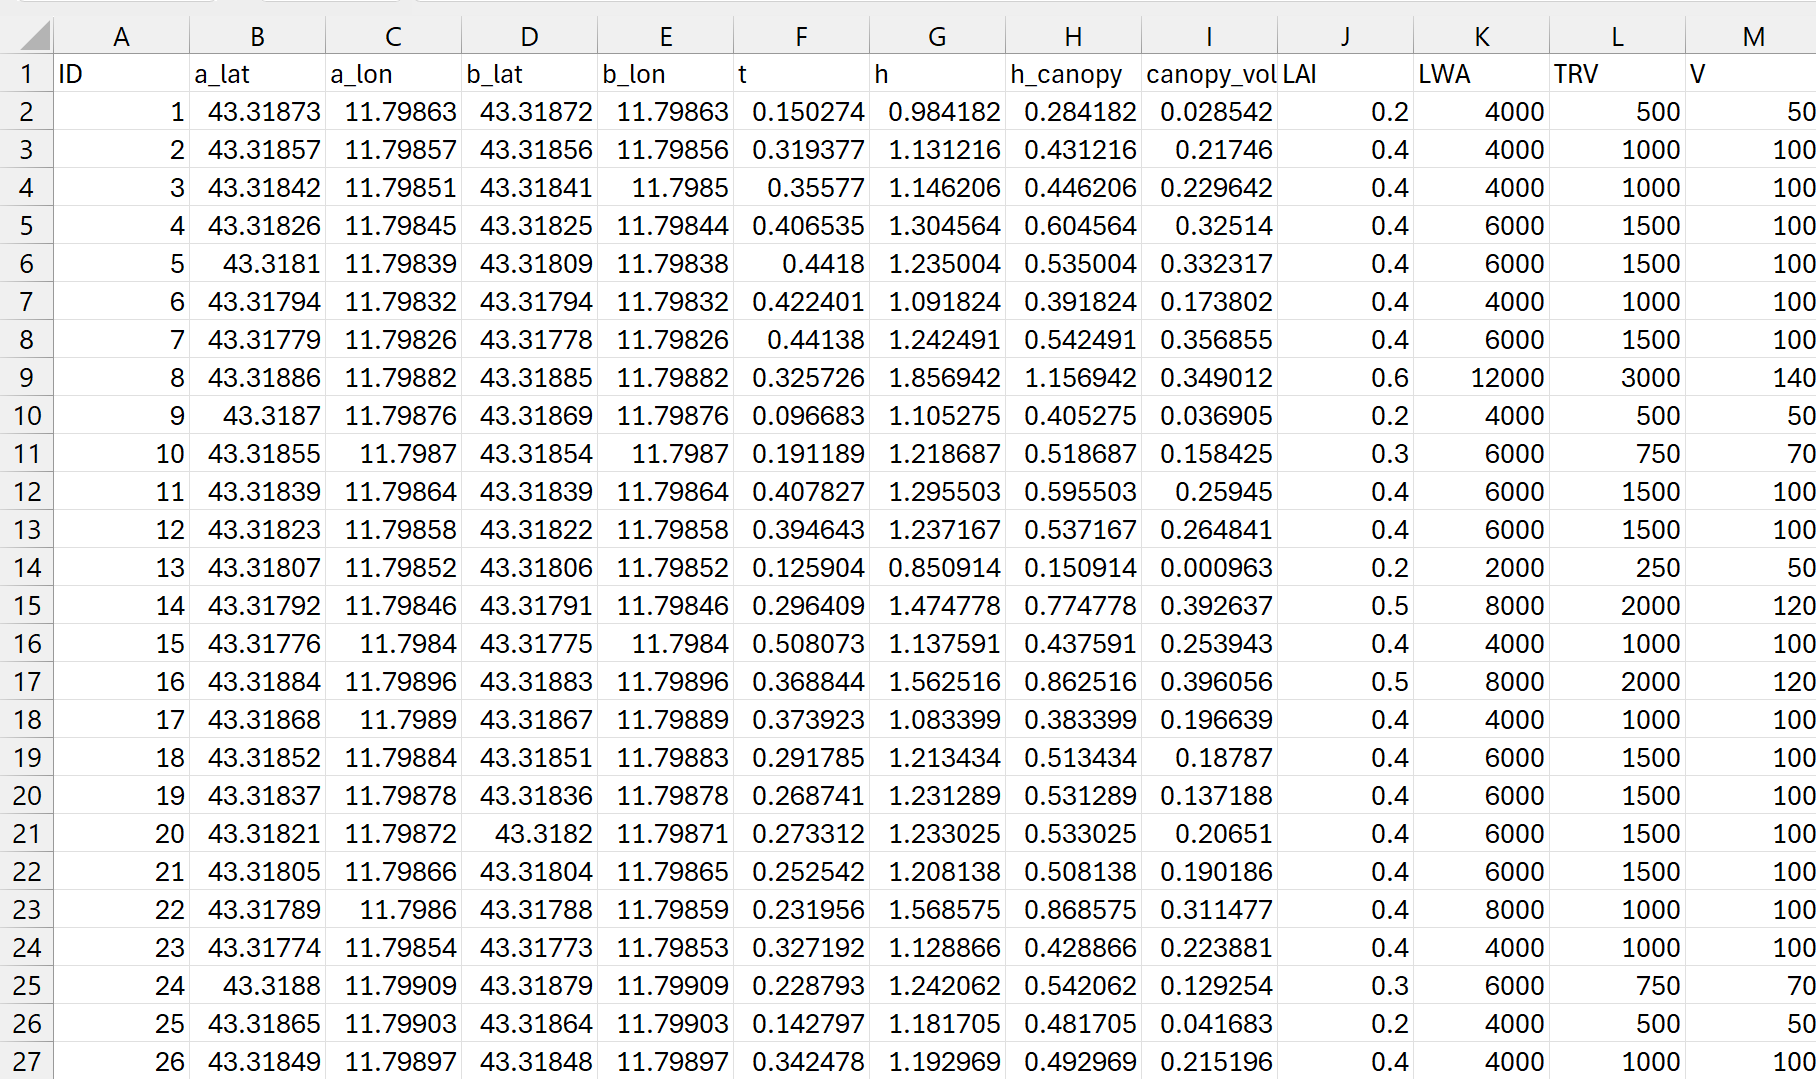 A B C D E F G H I J K L M
1 ID a_lat a_lon b_lat b_lon t h h_canopy canopy_vol LAI LWA TRV V
2 1 43.31873 11.79863 43.31872 11.79863 0.150274 0.984182 0.284182 0.028542 0.2 4000 500 50
3 2 43.31857 11.79857 43.31856 11.79856 0.319377 1.131216 0.431216 0.21746 0.4 4000 1000 100
4 3 43.31842 11.79851 43.31841 11.7985 0.35577 1.146206 0.446206 0.229642 0.4 4000 1000 100
5 4 43.31826 11.79845 43.31825 11.79844 0.406535 1.304564 0.604564 0.32514 0.4 6000 1500 100
6 5 43.3181 11.79839 43.31809 11.79838 0.4418 1.235004 0.535004 0.332317 0.4 6000 1500 100
7 6 43.31794 11.79832 43.31794 11.79832 0.422401 1.091824 0.391824 0.173802 0.4 4000 1000 100
8 7 43.31779 11.79826 43.31778 11.79826 0.44138 1.242491 0.542491 0.356855 0.4 6000 1500 100
9 8 43.31886 11.79882 43.31885 11.79882 0.325726 1.856942 1.156942 0.349012 0.6 12000 3000 140
10 9 43.3187 11.79876 43.31869 11.79876 0.096683 1.105275 0.405275 0.036905 0.2 4000 500 50
11 10 43.31855 11.7987 43.31854 11.7987 0.191189 1.218687 0.518687 0.158425 0.3 6000 750 70
12 11 43.31839 11.79864 43.31839 11.79864 0.407827 1.295503 0.595503 0.25945 0.4 6000 1500 100
13 12 43.31823 11.79858 43.31822 11.79858 0.394643 1.237167 0.537167 0.264841 0.4 6000 1500 100
14 13 43.31807 11.79852 43.31806 11.79852 0.125904 0.850914 0.150914 0.000963 0.2 2000 250 50
15 14 43.31792 11.79846 43.31791 11.79846 0.296409 1.474778 0.774778 0.392637 0.5 8000 2000 120
16 15 43.31776 11.7984 43.31775 11.7984 0.508073 1.137591 0.437591 0.253943 0.4 4000 1000 100
17 16 43.31884 11.79896 43.31883 11.79896 0.368844 1.562516 0.862516 0.396056 0.5 8000 2000 120
18 17 43.31868 11.7989 43.31867 11.79889 0.373923 1.083399 0.383399 0.196639 0.4 4000 1000 100
19 18 43.31852 11.79884 43.31851 11.79883 0.291785 1.213434 0.513434 0.18787 0.4 6000 1500 100
20 19 43.31837 11.79878 43.31836 11.79878 0.268741 1.231289 0.531289 0.137188 0.4 6000 1500 100
21 20 43.31821 11.79872 43.3182 11.79871 0.273312 1.233025 0.533025 0.20651 0.4 6000 1500 100
22 21 43.31805 11.79866 43.31804 11.79865 0.252542 1.208138 0.508138 0.190186 0.4 6000 1500 100
23 22 43.31789 11.7986 43.31788 11.79859 0.231956 1.568575 0.868575 0.311477 0.4 8000 1000 100
24 23 43.31774 11.79854 43.31773 11.79853 0.327192 1.128866 0.428866 0.223881 0.4 4000 1000 100
25 24 43.3188 11.79909 43.31879 11.79909 0.228793 1.242062 0.542062 0.129254 0.3 6000 750 70
26 25 43.31865 11.79903 43.31864 11.79903 0.142797 1.181705 0.481705 0.041683 0.2 4000 500 50
27 26 43.31849 11.79897 43.31848 11.79897 0.342478 1.192969 0.492969 0.215196 0.4 4000 1000 100